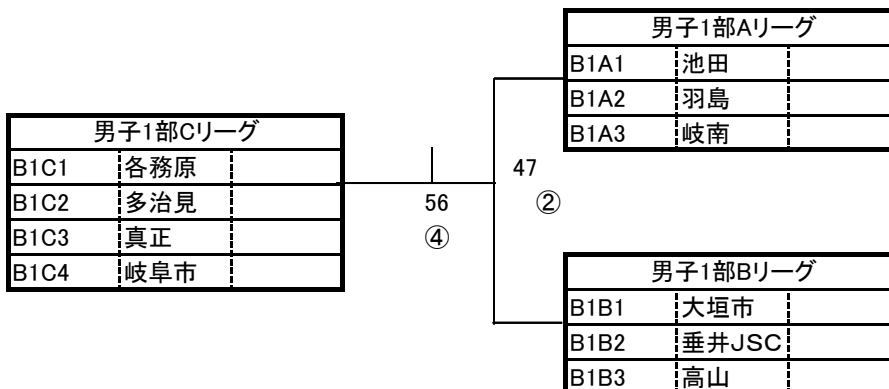 男子1部Aリーグ
B1A1 池田
B1A2 羽島
B1A3 岐南
男子1部Cリーグ
B1C1 各務原
B1C2 多治見
B1C3 真正
B1C4 岐阜市
47
②
56
④
男子1部Bリーグ
B1B1 大垣市
B1B2 垂井JSC
B1B3 高山